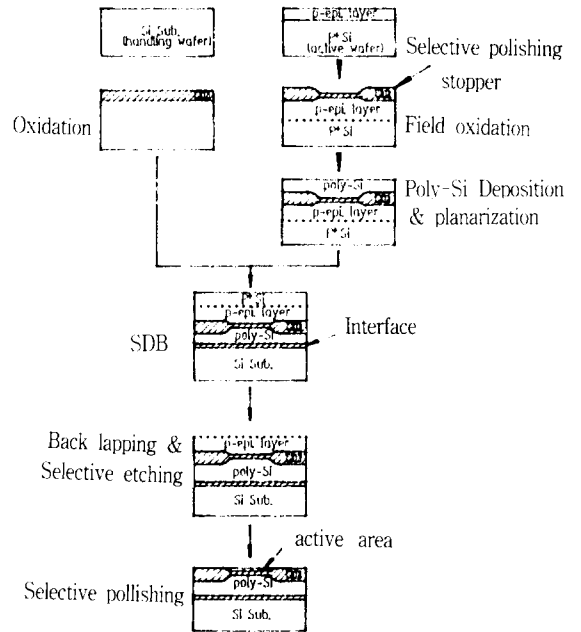 Si Sub.
(handling wafer)
p-epi layer
P⁺Si
(active wafer)
Selective polishing
stopper
Oxidation
p-epi layer
P⁺Si
Field oxidation
poly-Si
p-epi layer
P⁺Si
Poly-Si Deposition
& planarization
P⁺Si
p-epi layer
poly-Si
Si Sub.
SDB
Interface
p-epi layer
poly-Si
Si Sub.
Back lapping &
Selective etching
active area
poly-Si
Si Sub.
Selective pollishing